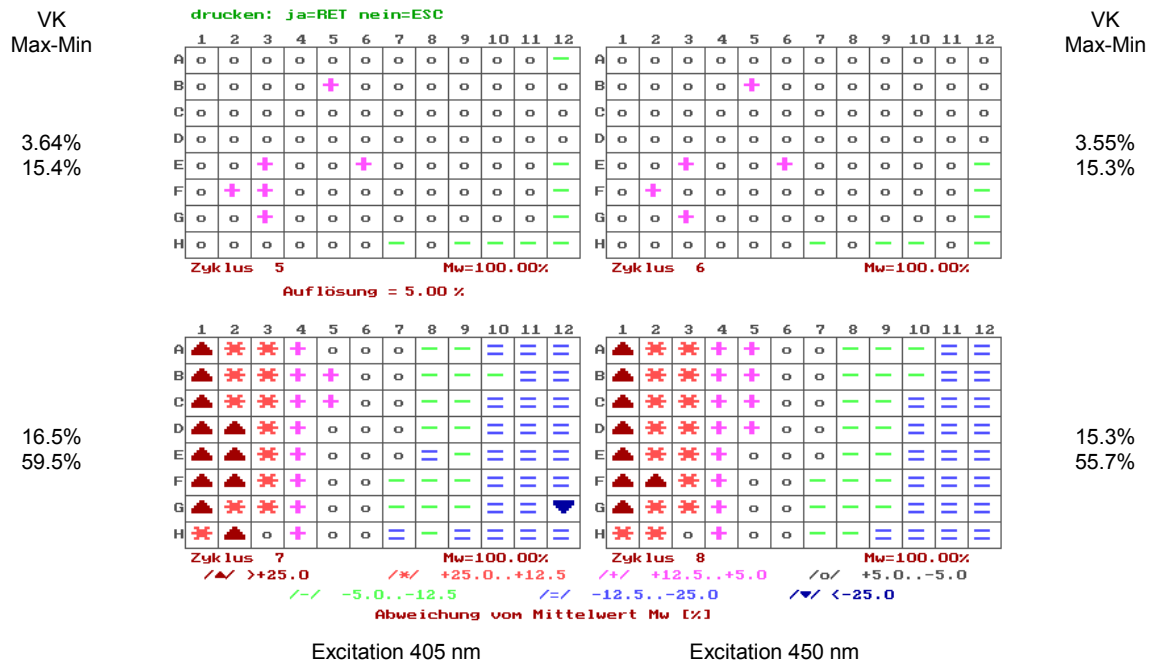 VK
Max-Min
drucken: ja=RET nein=ESC
VK
Max-Min
1 2 3 4 5 6 7 8 9 10 11 12
A o o o o o o o o o o o -
B o o o o + o o o o o o o
C o o o o o o o o o o o o
D o o o o o o o o o o o o
E o o + o o + o o o o o -
F o + + o o o o o o o o -
G o o + o o o o o o o o -
H o o o o o o - o - - - -
Zyklus 5 Mw=100.00%
3.64%
15.4%
1 2 3 4 5 6 7 8 9 10 11 12
A o o o o o o o o o o o o
B o o o o + o o o o o o o
C o o o o o o o o o o o o
D o o o o o o o o o o o o
E o o + o o + o o o o o -
F o + o o o o o o o o o -
G o o + o o o o o o o o -
H o o o o o o - o - - o -
Zyklus 6 Mw=100.00%
3.55%
15.3%
Auflösung = 5.00 %
1 2 3 4 5 6 7 8 9 10 11 12
A ▲ * * + o o o - - = = =
B ▲ * * + + o o - - - = =
C ▲ * * + + o o - - = = =
D ▲ ▲ * + o o o - - = = =
E ▲ ▲ * + o o o = - = = =
F ▲ ▲ * + o o - - - = = =
G ▲ * * + o o - - - = = ▼
H * ▲ o + o o = - = = = =
Zyklus 7 Mw=100.00%
16.5%
59.5%
1 2 3 4 5 6 7 8 9 10 11 12
A ▲ * * + + o o - - - = =
B ▲ * * + + o o - - - = =
C ▲ * * + + o o - - = = =
D ▲ * * + + o o - - = = =
E ▲ * * + o o o - - = = =
F ▲ ▲ * + o o - - - = = =
G ▲ * * + o o - - - = = =
H * * o + o o - - = = = =
Zyklus 8 Mw=100.00%
15.3%
55.7%
/▲/ >+25.0 /*/ +25.0..+12.5 /+/ +12.5..+5.0 /o/ +5.0..-5.0
/-/ -5.0..-12.5 /=/ -12.5..-25.0 /▼/ <-25.0
Abweichung vom Mittelwert Mw [%]
Excitation 405 nm
Excitation 450 nm